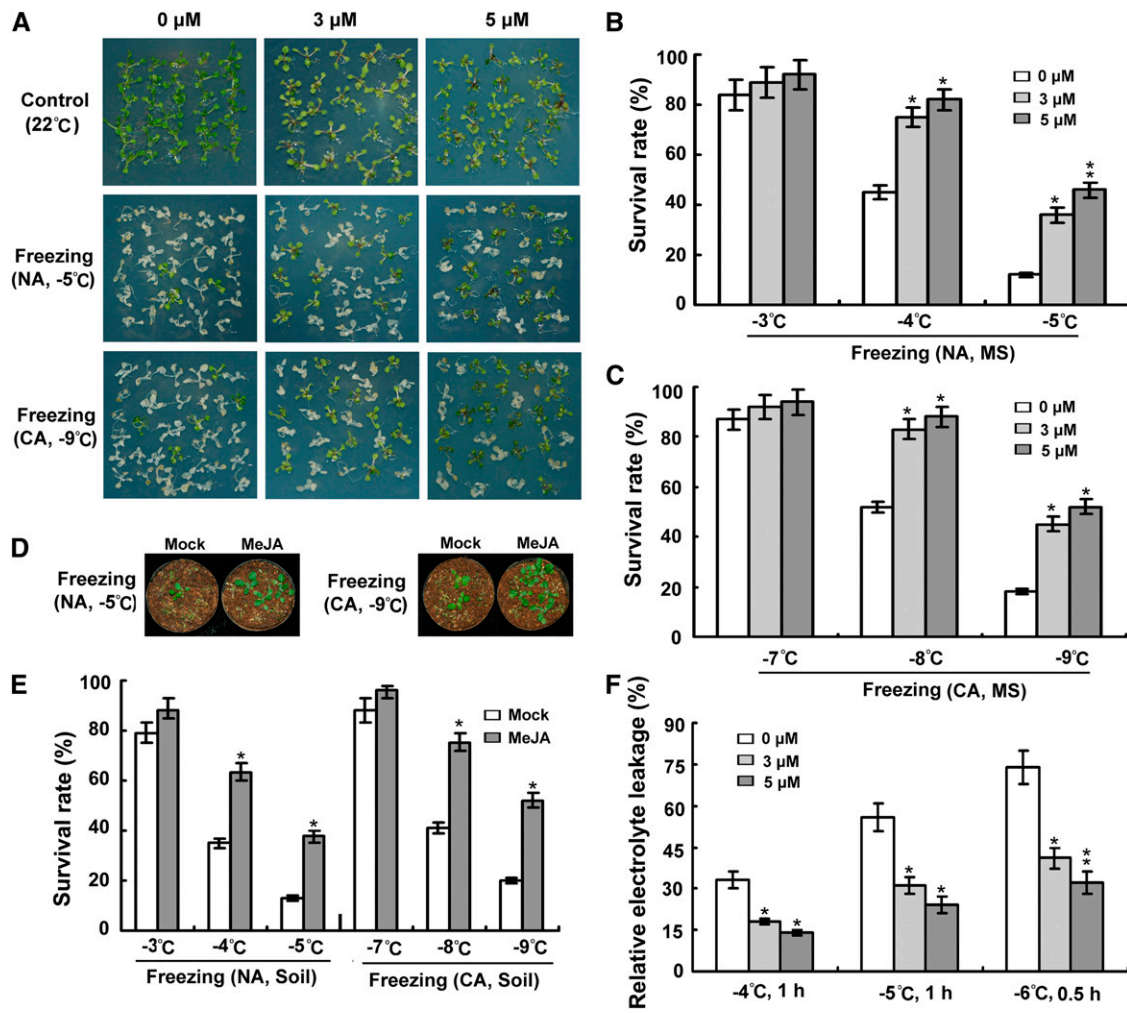 A
0 µM
3 µM
5 µM
Control
(22°C)
Freezing
(NA, -5°C)
Freezing
(CA, -9°C)
B
Survival rate (%)
100
80
60
40
20
0
0 µM
3 µM
5 µM
*
*
*
**
-3°C
-4°C
-5°C
Freezing (NA, MS)
C
Survival rate (%)
100
80
60
40
20
0
0 µM
3 µM
5 µM
*
*
*
*
-7°C
-8°C
-9°C
Freezing (CA, MS)
D
Mock
MeJA
Freezing
(NA, -5°C)
Mock
MeJA
Freezing
(CA, -9°C)
E
Survival rate (%)
100
80
60
40
20
0
Mock
MeJA
*
*
*
*
-3°C
-4°C
-5°C
-7°C
-8°C
-9°C
Freezing (NA, Soil)
Freezing (CA, Soil)
F
Relative electrolyte leakage (%)
90
75
60
45
30
15
0
0 µM
3 µM
5 µM
*
*
*
*
*
**
-4°C, 1 h
-5°C, 1 h
-6°C, 0.5 h